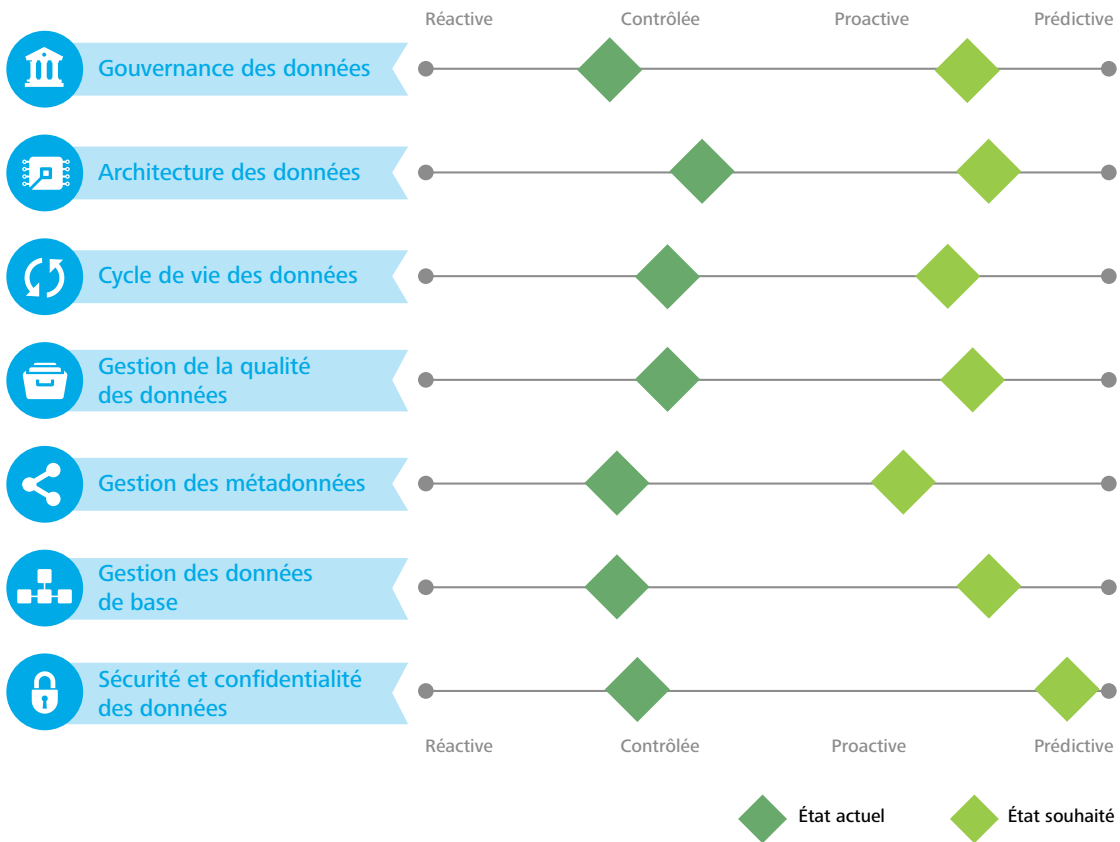 Réactive Contrôlée Proactive Prédictive
Gouvernance des données
Architecture des données
Cycle de vie des données
Gestion de la qualité
des données
Gestion des métadonnées
Gestion des données
de base
Sécurité et confidentialité
des données
Réactive Contrôlée Proactive Prédictive
État actuel État souhaité